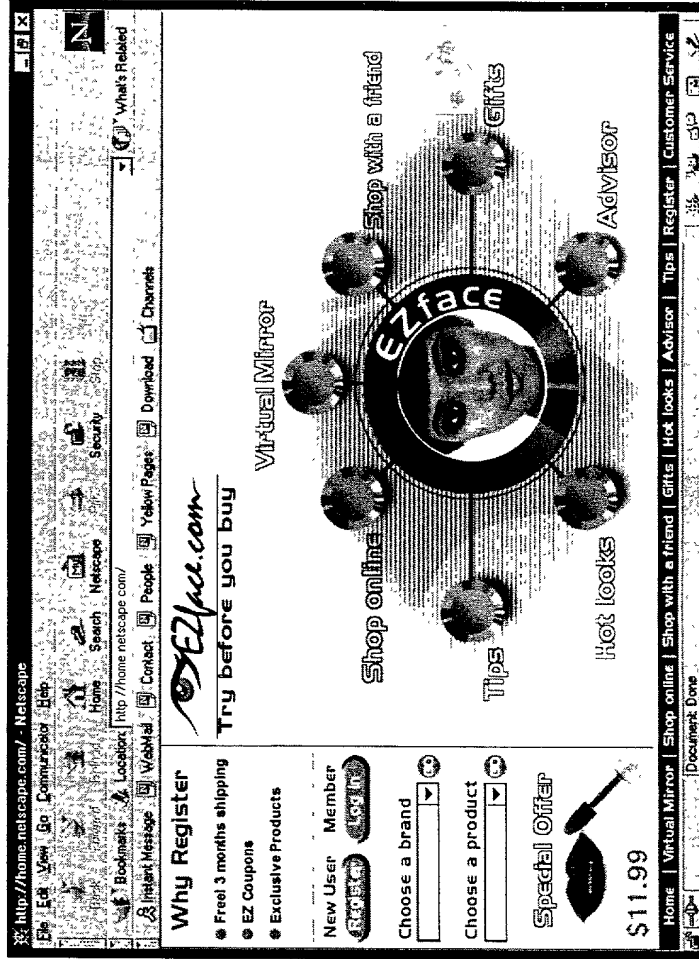 http://home.netscape.com/ - Netscape
File Edit View Go Communicator Help
Home Search Netscape Security Stop
Bookmarks Location: http://home.netscape.com/ What's Related
Instant Message WebMail Contact People Yellow Pages Download Channels
Why Register
Free! 3 months shipping
EZ Coupons
Exclusive Products
New User Member
Register Log In
Choose a brand
Choose a product
Special Offer
$11.99
EZface.com
Try before you buy
Virtual Mirror
Shop online
Shop with a friend
Tips
EZface
Gifts
Hot looks
Advisor
Home | Virtual Mirror | Shop online | Shop with a friend | Gifts | Hot looks | Advisor | Tips | Register | Customer Service
Document: Done